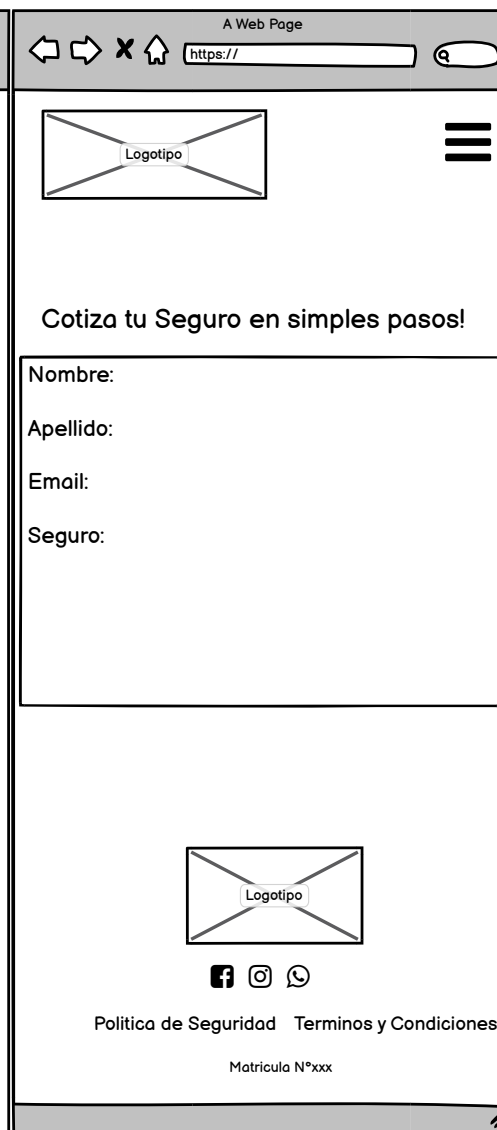 A Web Page
https://
Logotipo
Cotiza tu Seguro en simples pasos!
Nombre:
Apellido:
Email:
Seguro:
Logotipo
Politica de Seguridad Terminos y Condiciones
Matricula N°xxx